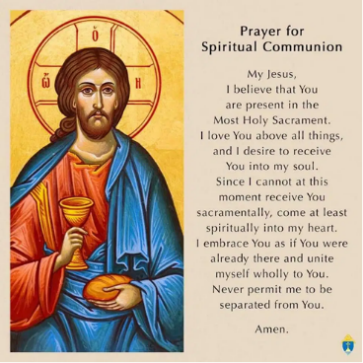 ὁ
ὤ Η
Prayer for
Spiritual Communion
My Jesus,
I believe that You
are present in the
Most Holy Sacrament.
I love You above all things,
and I desire to receive
You into my soul.
Since I cannot at this
moment receive You
sacramentally, come at least
spiritually into my heart.
I embrace You as if You were
already there and unite
myself wholly to You.
Never permit me to be
separated from You.
Amen.